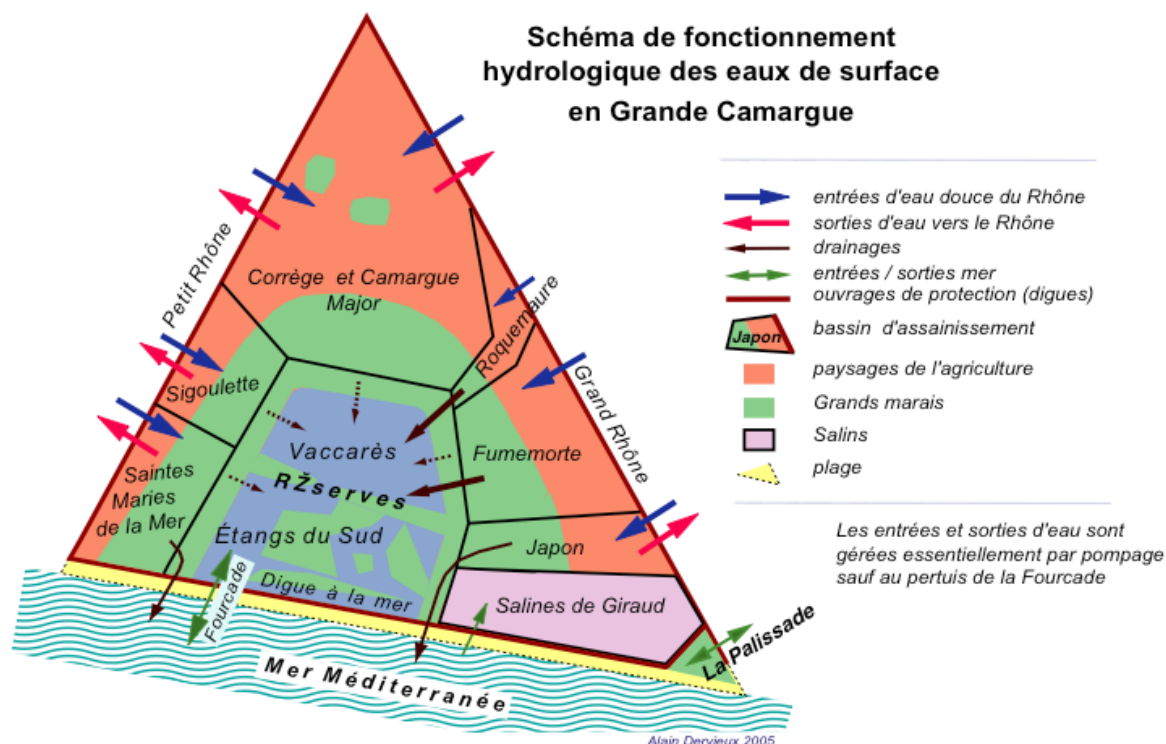 Schéma de fonctionnement
hydrologique des eaux de surface
en Grande Camargue
entrées d'eau douce du Rhône
sorties d'eau vers le Rhône
drainages
entrées / sorties mer
ouvrages de protection (digues)
Japon
bassin d'assainissement
paysages de l'agriculture
Grands marais
Salins
plage
Les entrées et sorties d'eau sont
gérées essentiellement par pompage
sauf au pertuis de la Fourcade
Petit Rhône
Corrège et Camargue
Major
Roquemaure
Grand Rhône
Sigoulette
Vaccarès
Fumemorte
RŽserves
Saintes
Maries
de la Mer
Étangs du Sud
Japon
Fourcade
Digue à la mer
Salines de Giraud
La Palissade
Mer Méditerranée
Alain Dervieux 2005